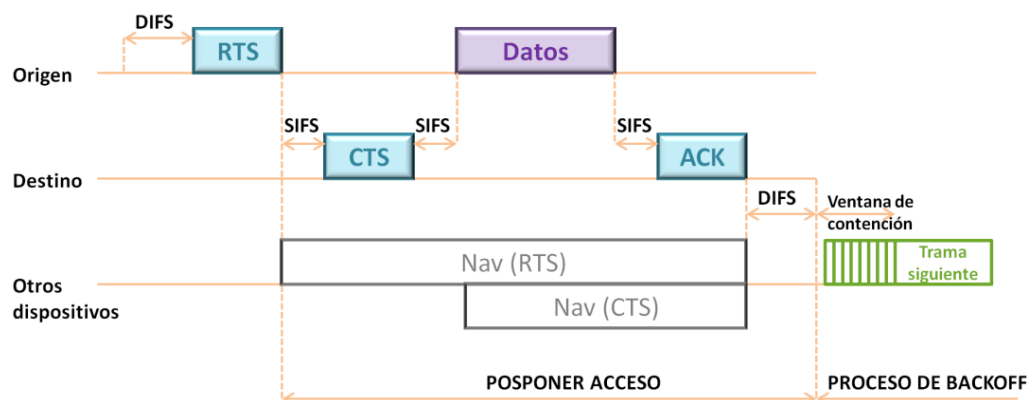 DIFS
RTS
Datos
Origen
SIFS
SIFS
SIFS
CTS
ACK
Destino
DIFS
Ventana de
contención
Nav (RTS)
Trama
siguiente
Otros
dispositivos
Nav (CTS)
POSPONER ACCESO
PROCESO DE BACKOFF